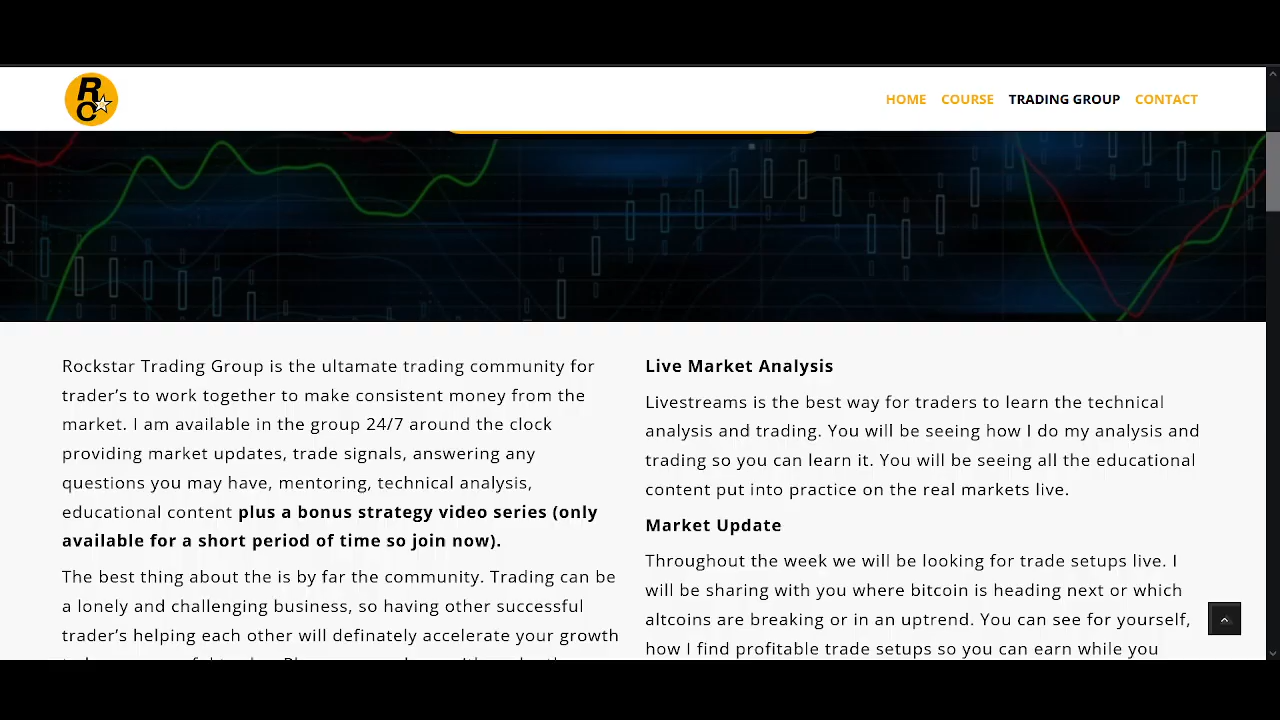 R
C
HOME COURSE TRADING GROUP CONTACT
Rockstar Trading Group is the ultamate trading community for
trader’s to work together to make consistent money from the
market. I am available in the group 24/7 around the clock
providing market updates, trade signals, answering any
questions you may have, mentoring, technical analysis,
educational content plus a bonus strategy video series (only
available for a short period of time so join now).
The best thing about the is by far the community. Trading can be
a lonely and challenging business, so having other successful
trader’s helping each other will definately accelerate your growth
Live Market Analysis
Livestreams is the best way for traders to learn the technical
analysis and trading. You will be seeing how I do my analysis and
trading so you can learn it. You will be seeing all the educational
content put into practice on the real markets live.
Market Update
Throughout the week we will be looking for trade setups live. I
will be sharing with you where bitcoin is heading next or which
altcoins are breaking or in an uptrend. You can see for yourself,
how I find profitable trade setups so you can earn while you